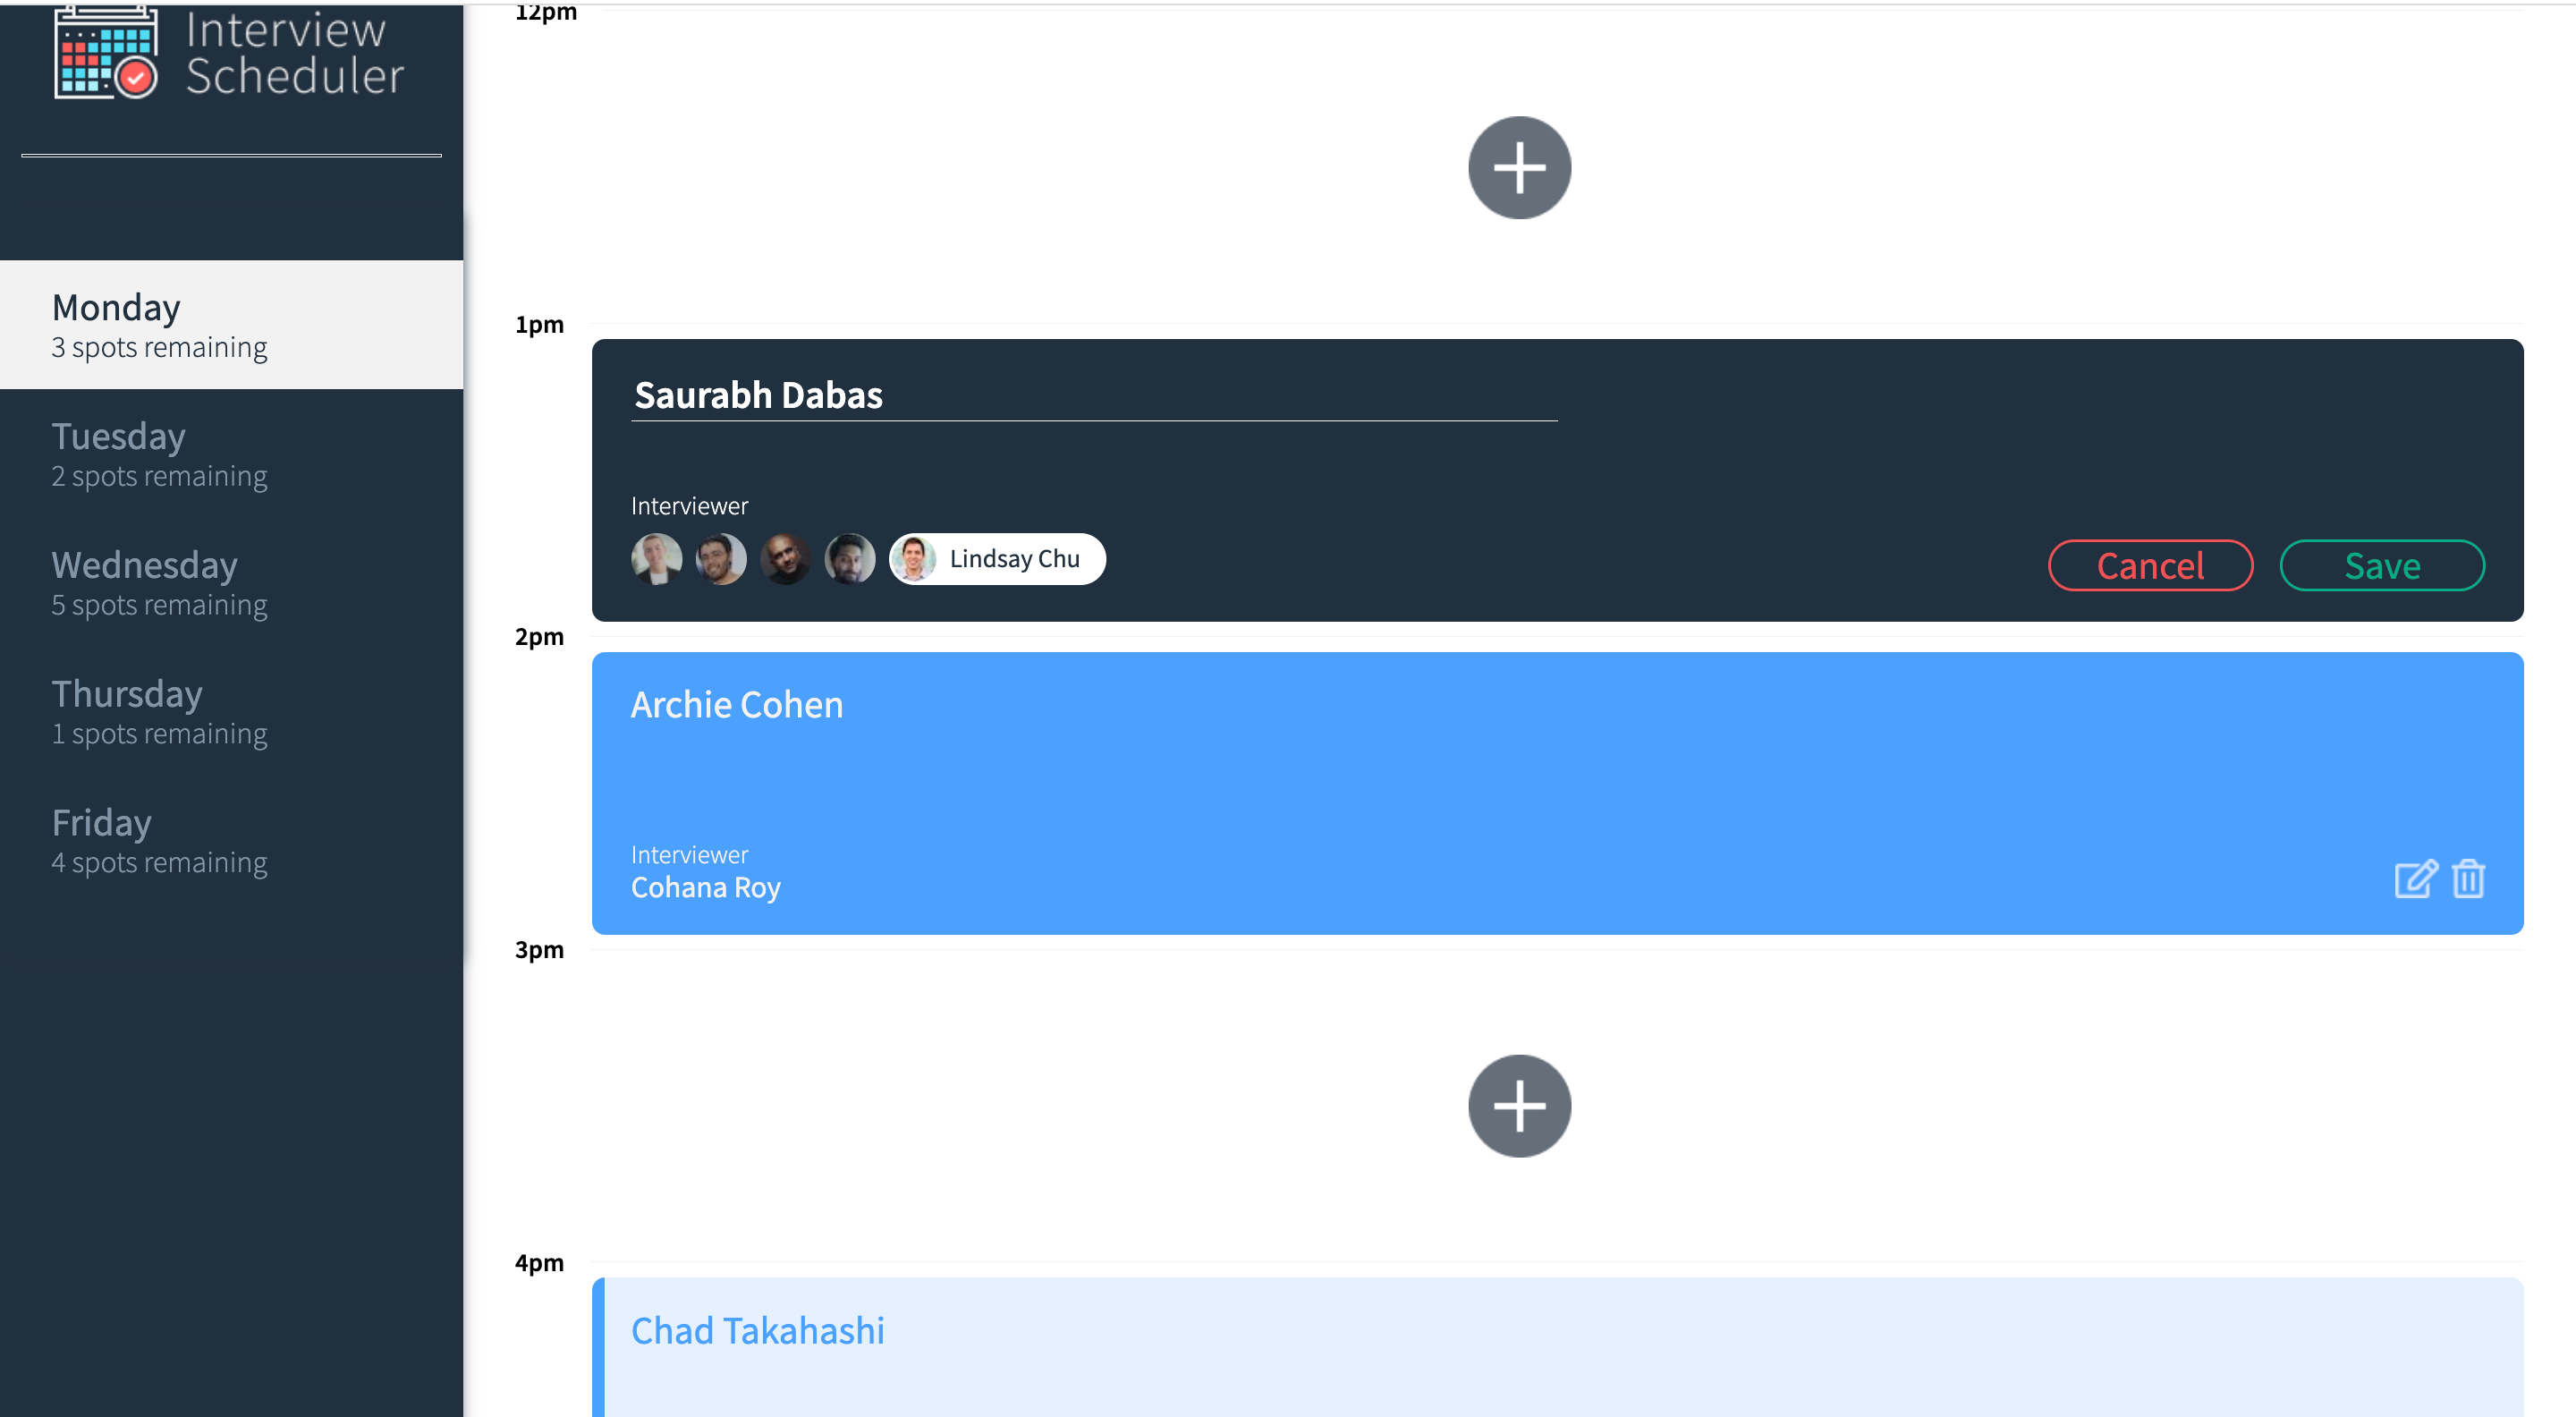 Interview
Scheduler
Monday
3 spots remaining
Tuesday
2 spots remaining
Wednesday
5 spots remaining
Thursday
1 spots remaining
Friday
4 spots remaining
12pm
1pm
Saurabh Dabas
Interviewer
Lindsay Chu
Cancel
Save
2pm
Archie Cohen
Interviewer
Cohana Roy
3pm
4pm
Chad Takahashi